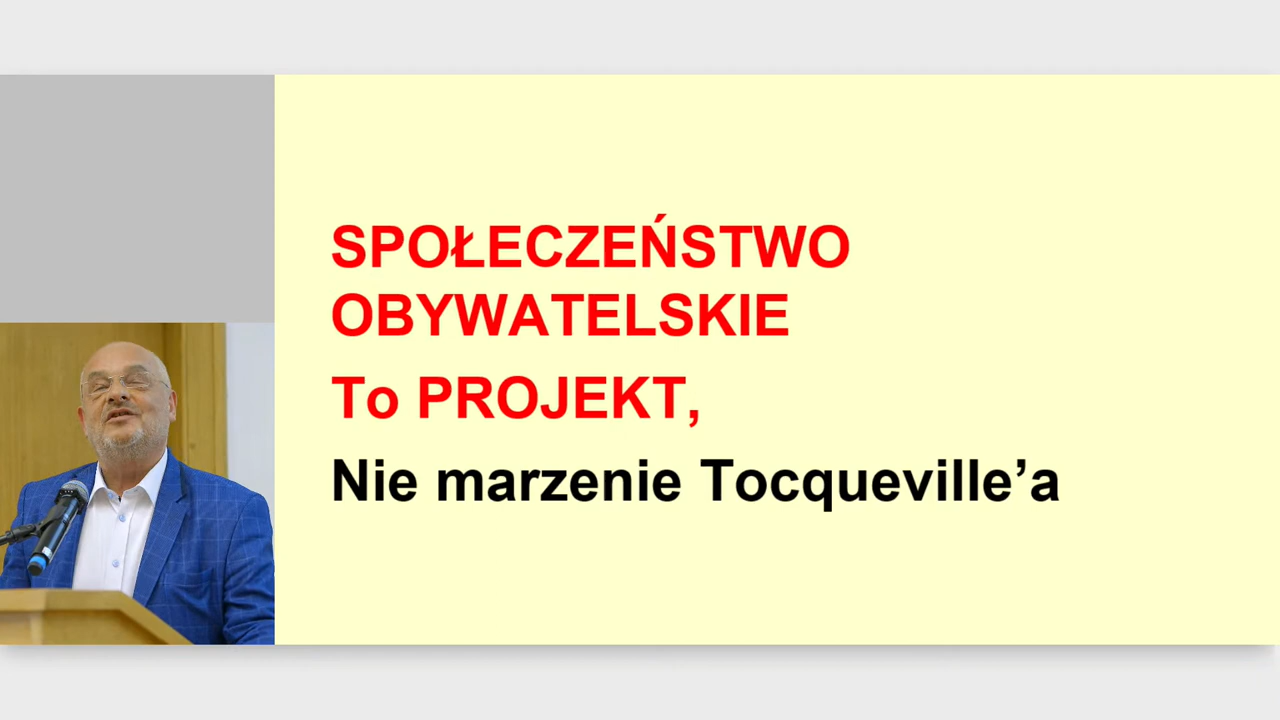 SPOŁECZEŃSTWO
OBYWATELSKIE
To PROJEKT,
Nie marzenie Tocqueville’a